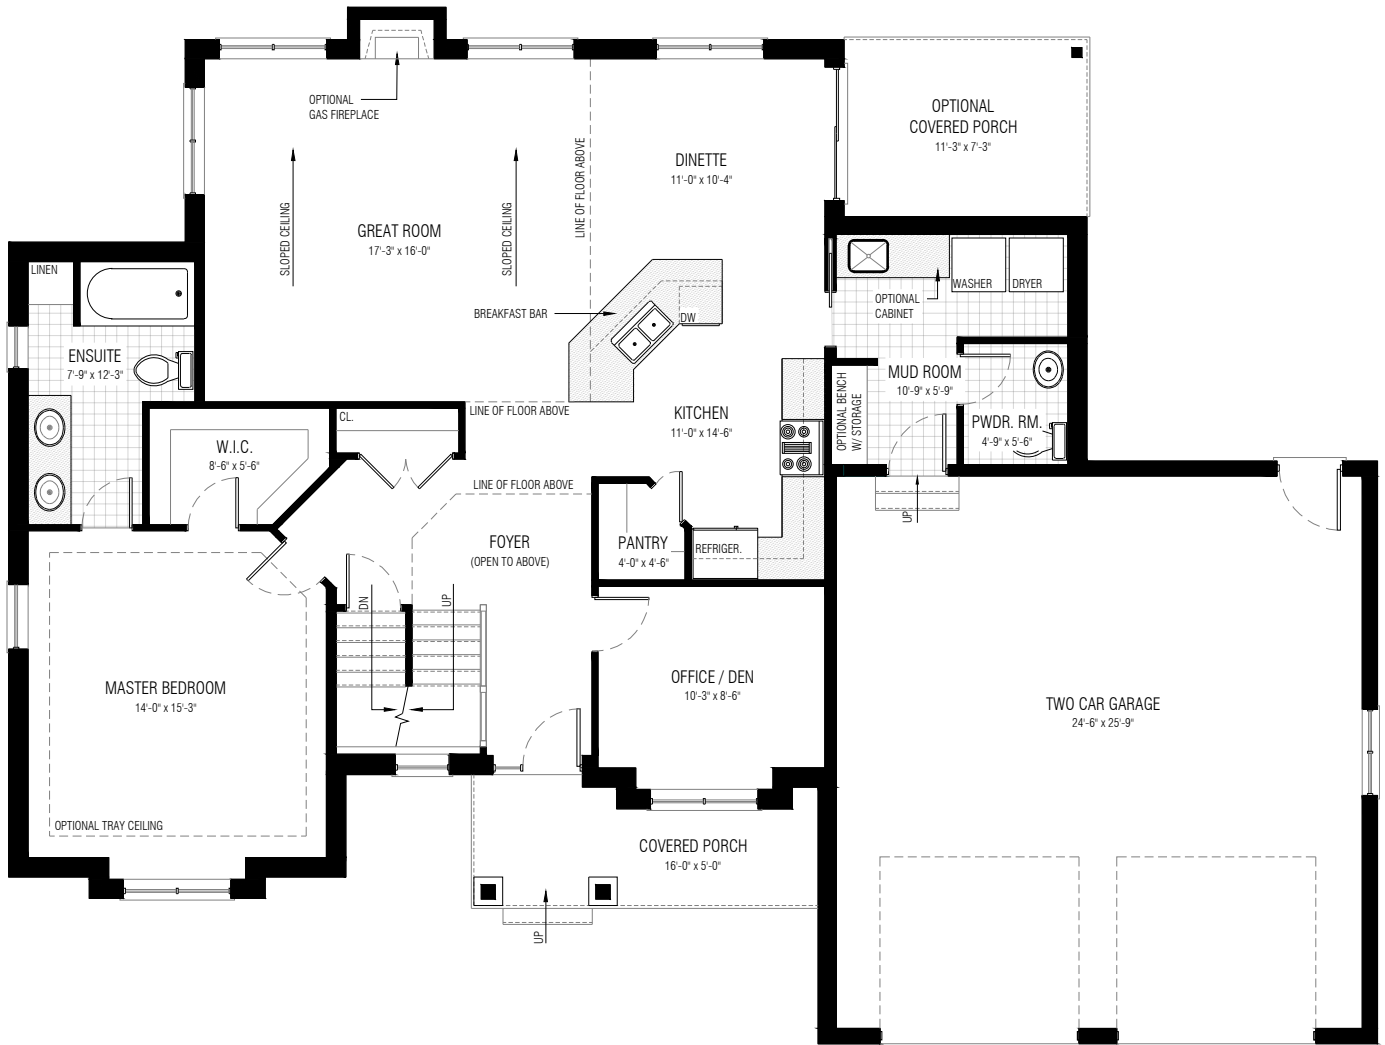 OPTIONAL
GAS FIREPLACE
OPTIONAL
COVERED PORCH
11'-3" x 7'-3"
DINETTE
11'-0" x 10'-4"
LINE OF FLOOR ABOVE
SLOPED CEILING
SLOPED CEILING
GREAT ROOM
17'-3" x 16'-0"
LINEN
WASHER
DRYER
OPTIONAL
CABINET
BREAKFAST BAR
DW
ENSUITE
7'-9" x 12'-3"
MUD ROOM
10'-9" x 5'-9"
OPTIONAL BENCH
W/ STORAGE
LINE OF FLOOR ABOVE
KITCHEN
11'-0" x 14'-6"
CL.
PWDR. RM.
4'-9" x 5'-6"
W.I.C.
8'-6" x 5'-6"
LINE OF FLOOR ABOVE
UP
FOYER
(OPEN TO ABOVE)
PANTRY
4'-0" x 4'-6"
REFRIGER.
DN
UP
MASTER BEDROOM
14'-0" x 15'-3"
OFFICE / DEN
10'-3" x 8'-6"
TWO CAR GARAGE
24'-6" x 25'-9"
OPTIONAL TRAY CEILING
COVERED PORCH
16'-0" x 5'-0"
UP